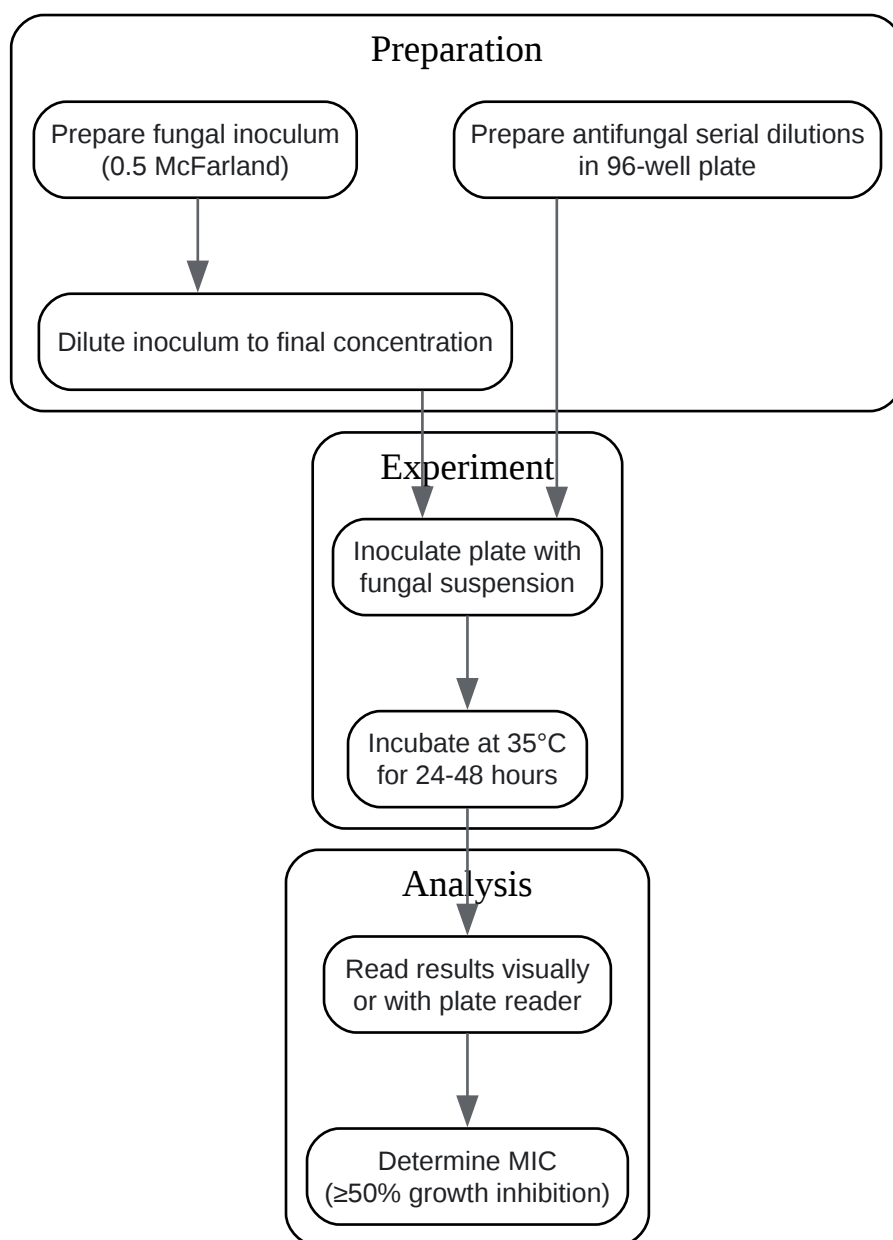 Preparation
Prepare fungal inoculum
(0.5 McFarland)
Prepare antifungal serial dilutions
in 96-well plate
Dilute inoculum to final concentration
Experiment
Inoculate plate with
fungal suspension
Incubate at 35°C
for 24-48 hours
Analysis
Read results visually
or with plate reader
Determine MIC
(≥50% growth inhibition)